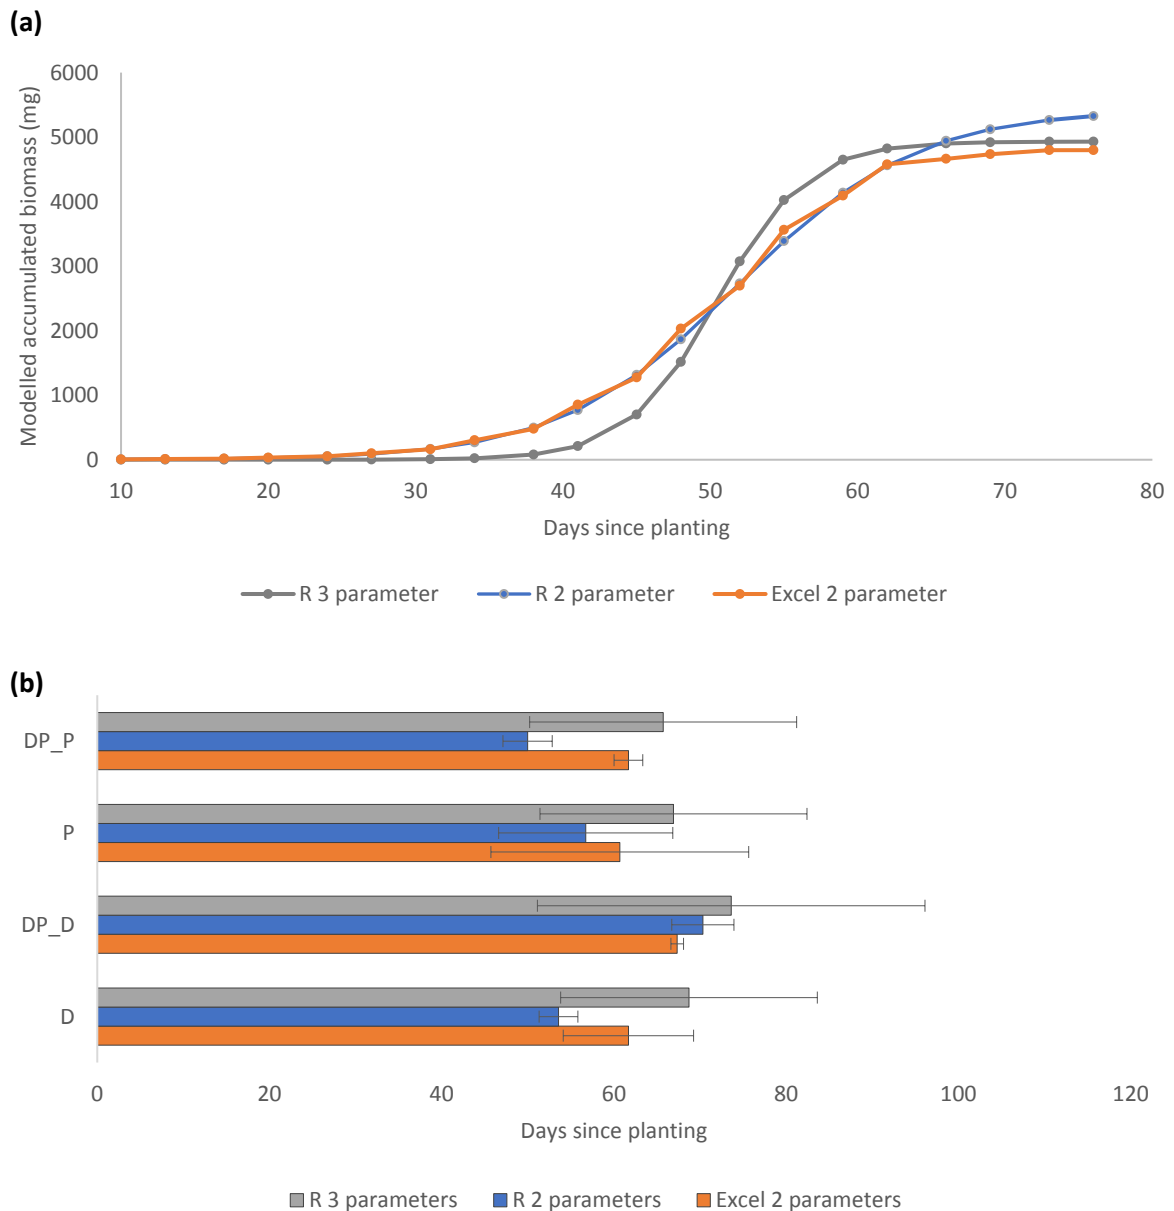 (a)
6000
5000
4000
3000
2000
1000
0
Modelled accumulated biomass (mg)
10 20 30 40 50 60 70 80
Days since planting
R 3 parameter R 2 parameter Excel 2 parameter
(b)
DP_P
P
DP_D
D
0 20 40 60 80 100 120
Days since planting
R 3 parameters R 2 parameters Excel 2 parameters